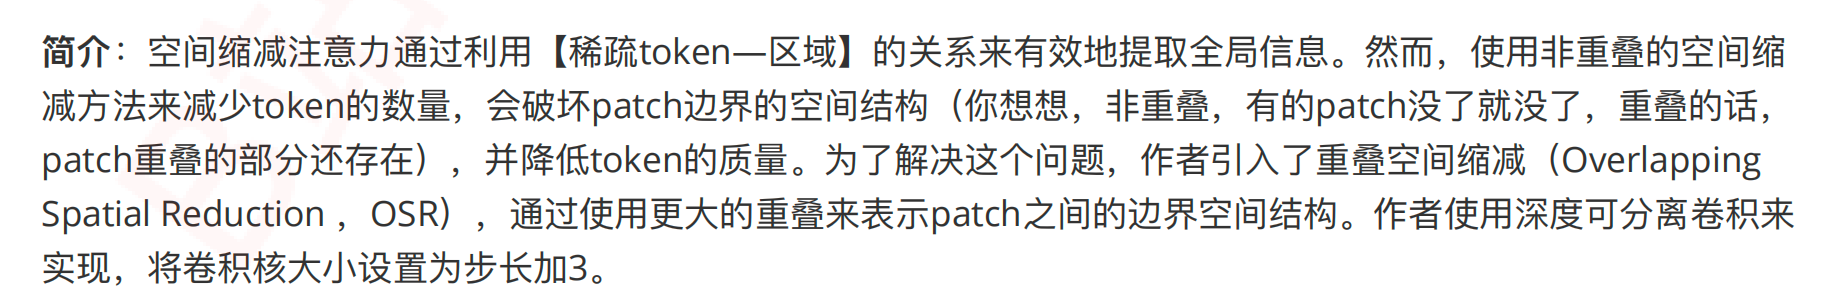 简介：空间缩减注意力通过利用【稀疏token—区域】的关系来有效地提取全局信息。然而，使用非重叠的空间缩
减方法来减少token的数量，会破坏patch边界的空间结构（你想想，非重叠，有的patch没了就没了，重叠的话，
patch重叠的部分还存在），并降低token的质量。为了解决这个问题，作者引入了重叠空间缩减（Overlapping
Spatial Reduction ，OSR），通过使用更大的重叠来表示patch之间的边界空间结构。作者使用深度可分离卷积来
实现，将卷积核大小设置为步长加3。